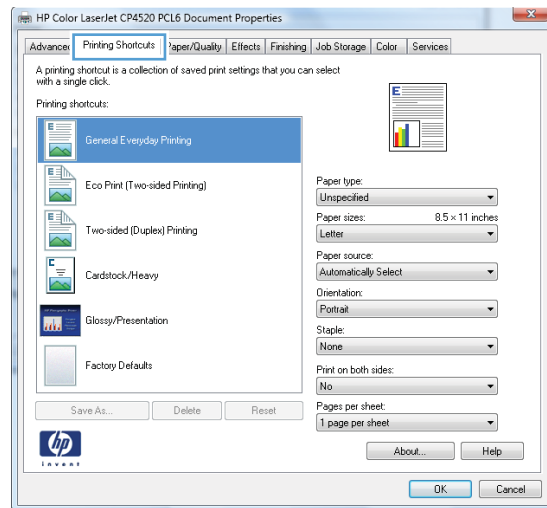 HP Color LaserJet CP4520 PCL6 Document Properties
Advanced Printing Shortcuts Paper/Quality Effects Finishing Job Storage Color Services
A printing shortcut is a collection of saved print settings that you can select
with a single click.
Printing shortcuts:
General Everyday Printing
Eco Print (Two-sided Printing)
Two-sided (Duplex) Printing
Cardstock/Heavy
Glossy/Presentation
Factory Defaults
Save As... Delete Reset
hp
invent
E
Paper type:
Unspecified
Paper sizes: 8.5 × 11 inches
Letter
Paper source:
Automatically Select
Orientation:
Portrait
Staple:
None
Print on both sides:
No
Pages per sheet:
1 page per sheet
About... Help
OK Cancel